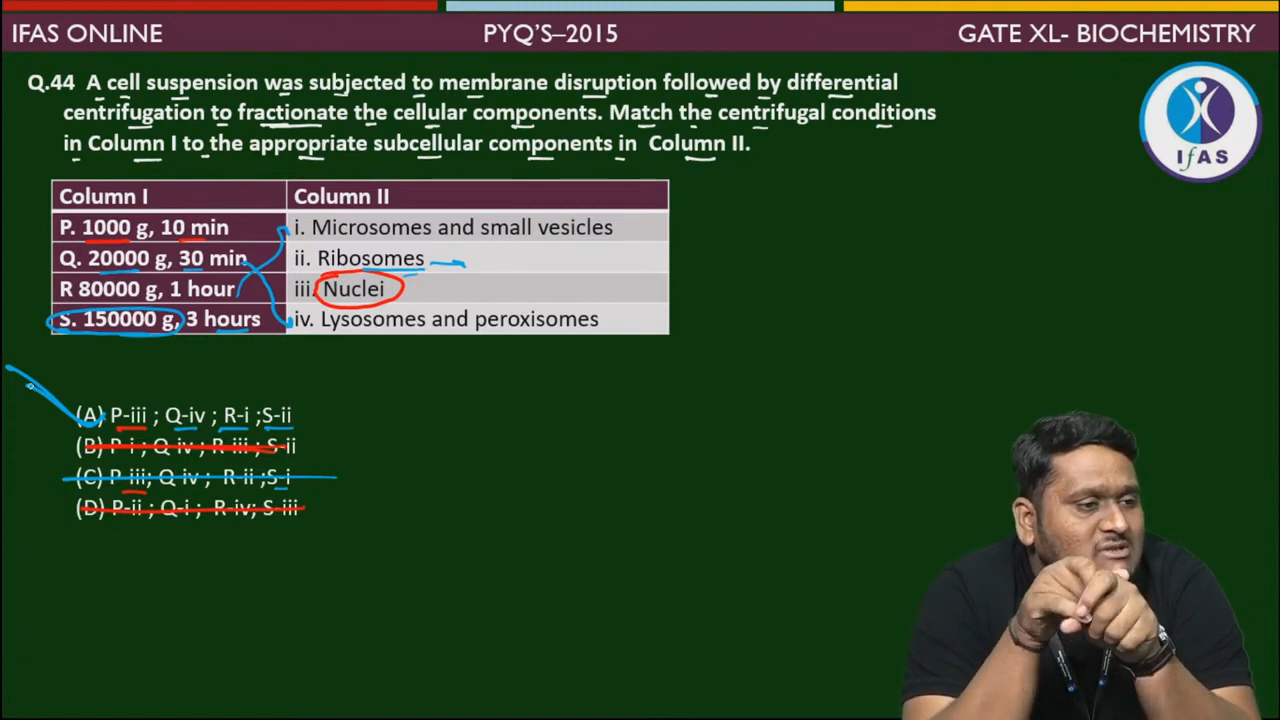 IFAS ONLINE
PYQ'S–2015
GATE XL- BIOCHEMISTRY
Q.44 A cell suspension was subjected to membrane disruption followed by differential
centrifugation to fractionate the cellular components. Match the centrifugal conditions
in Column I to the appropriate subcellular components in Column II.
IfAS
Column I Column II
P. 1000 g, 10 min i. Microsomes and small vesicles
Q. 20000 g, 30 min ii. Ribosomes
R 80000 g, 1 hour iii. Nuclei
S. 150000 g, 3 hours iv. Lysosomes and peroxisomes
(A) P-iii ; Q-iv ; R-i ;S-ii
(B) P-i ; Q-iv ; R-iii ; S-ii
(C) P-iii; Q-iv ; R-ii ;S-i
(D) P-ii ; Q-i ; R-iv; S-iii